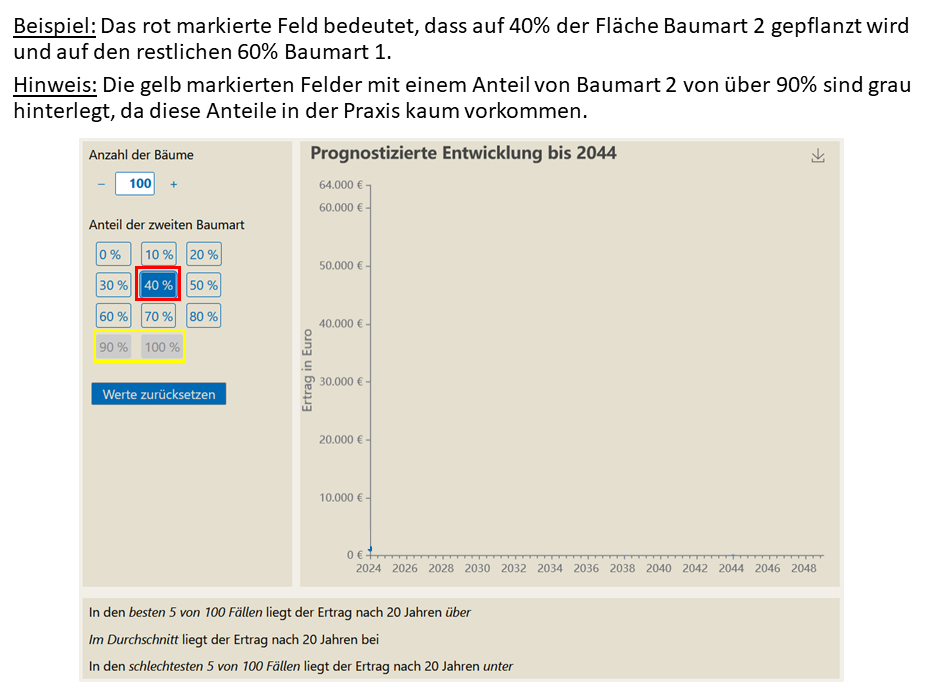 Beispiel: Das rot markierte Feld bedeutet, dass auf 40% der Fläche Baumart 2 gepflanzt wird
und auf den restlichen 60% Baumart 1.
Hinweis: Die gelb markierten Felder mit einem Anteil von Baumart 2 von über 90% sind grau
hinterlegt, da diese Anteile in der Praxis kaum vorkommen.
Anzahl der Bäume
− 100 +
Anteil der zweiten Baumart
0 % 10 % 20 %
30 % 40 % 50 %
60 % 70 % 80 %
90 % 100 %
Werte zurücksetzen
Prognostizierte Entwicklung bis 2044
Ertrag in Euro
64.000 €
60.000 €
50.000 €
40.000 €
30.000 €
20.000 €
10.000 €
0 €
2024 2026 2028 2030 2032 2034 2036 2038 2040 2042 2044 2046 2048
In den besten 5 von 100 Fällen liegt der Ertrag nach 20 Jahren über
Im Durchschnitt liegt der Ertrag nach 20 Jahren bei
In den schlechtesten 5 von 100 Fällen liegt der Ertrag nach 20 Jahren unter